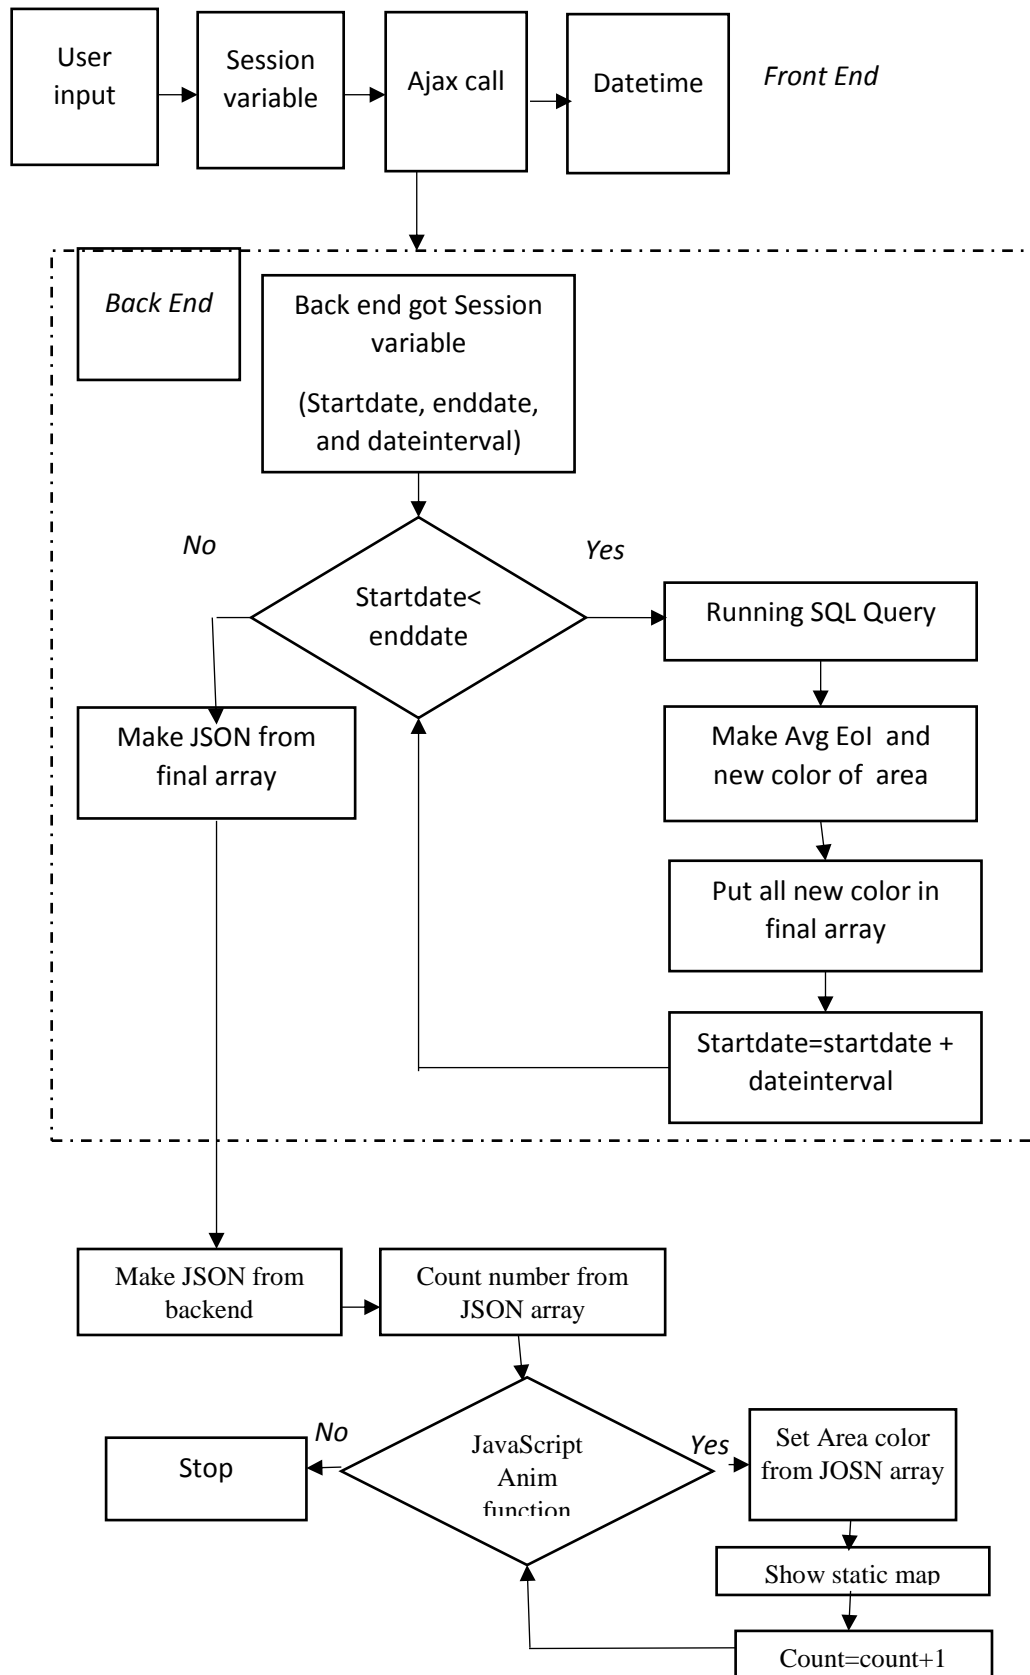 User
input
Session
variable
Ajax call
Datetime
Front End
Back End
Back end got Session
variable
(Startdate, enddate,
and dateinterval)
No
Yes
Startdate<
enddate
Running SQL Query
Make JSON from
final array
Make Avg EoI and
new color of area
Put all new color in
final array
Startdate=startdate +
dateinterval
Make JSON from
backend
Count number from
JSON array
No
JavaScript
Anim
function
Yes
Set Area color
from JOSN array
Stop
Show static map
Count=count+1